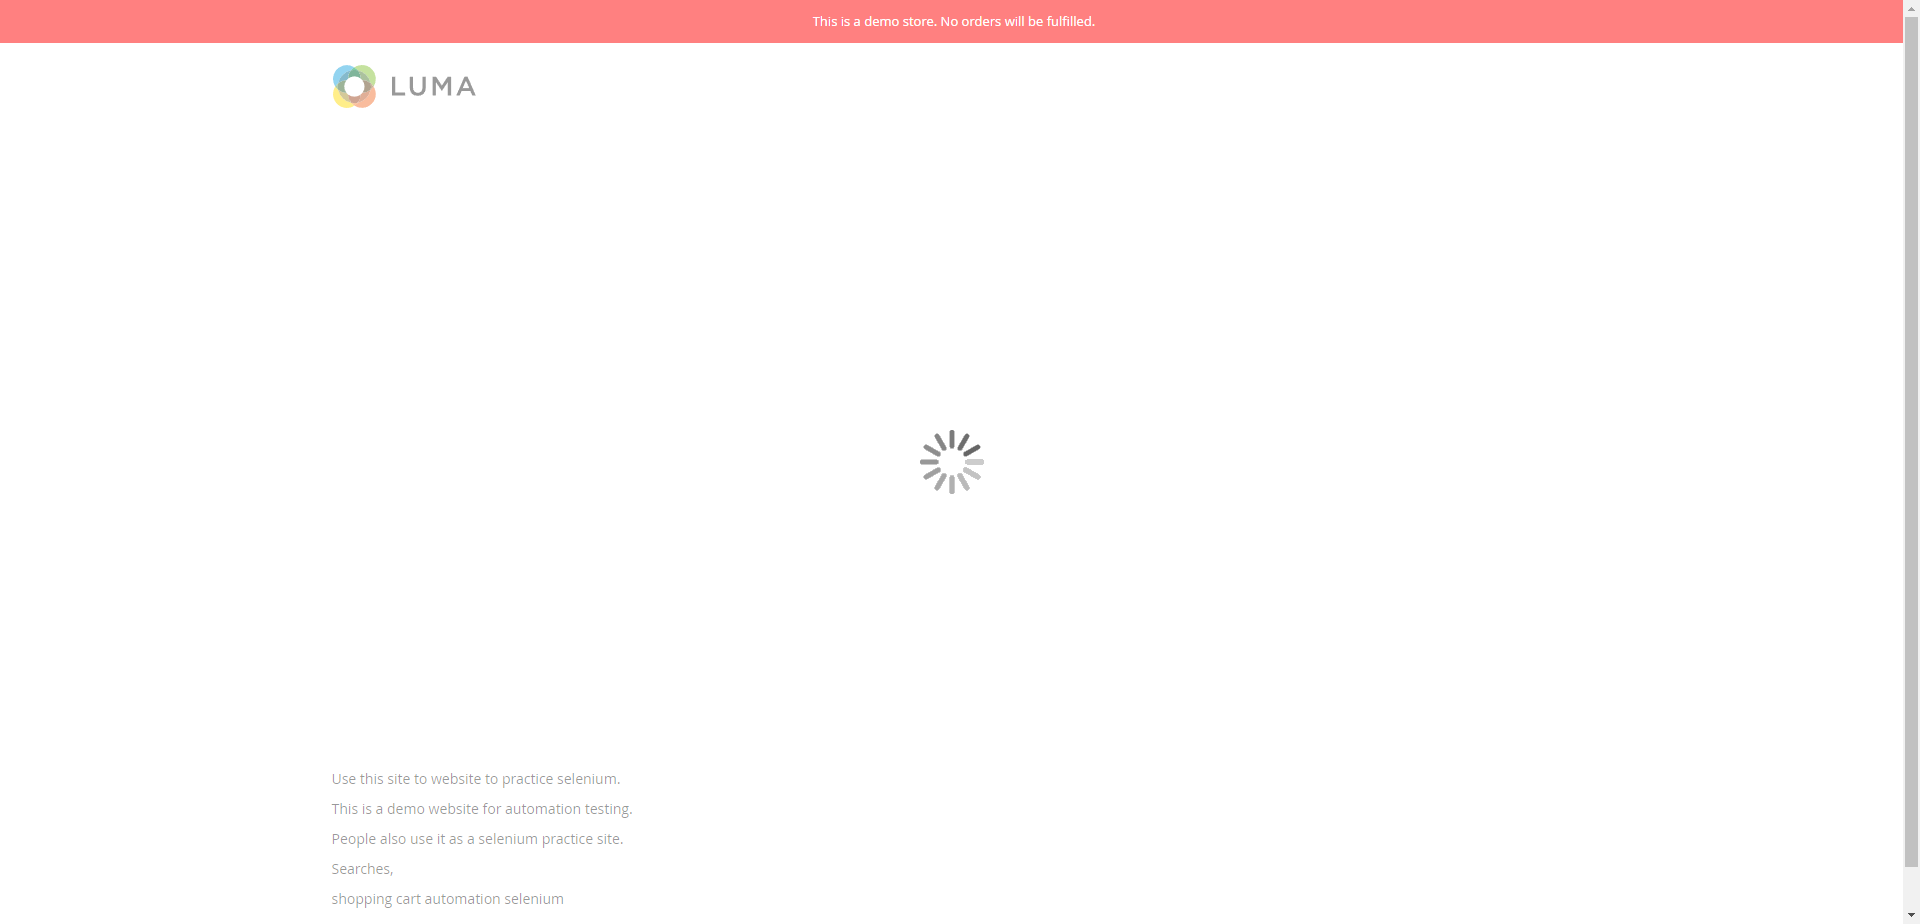 This is a demo store. No orders will be fulfilled.
LUMA
Use this site to website to practice selenium.
This is a demo website for automation testing.
People also use it as a selenium practice site.
Searches,
shopping cart automation selenium